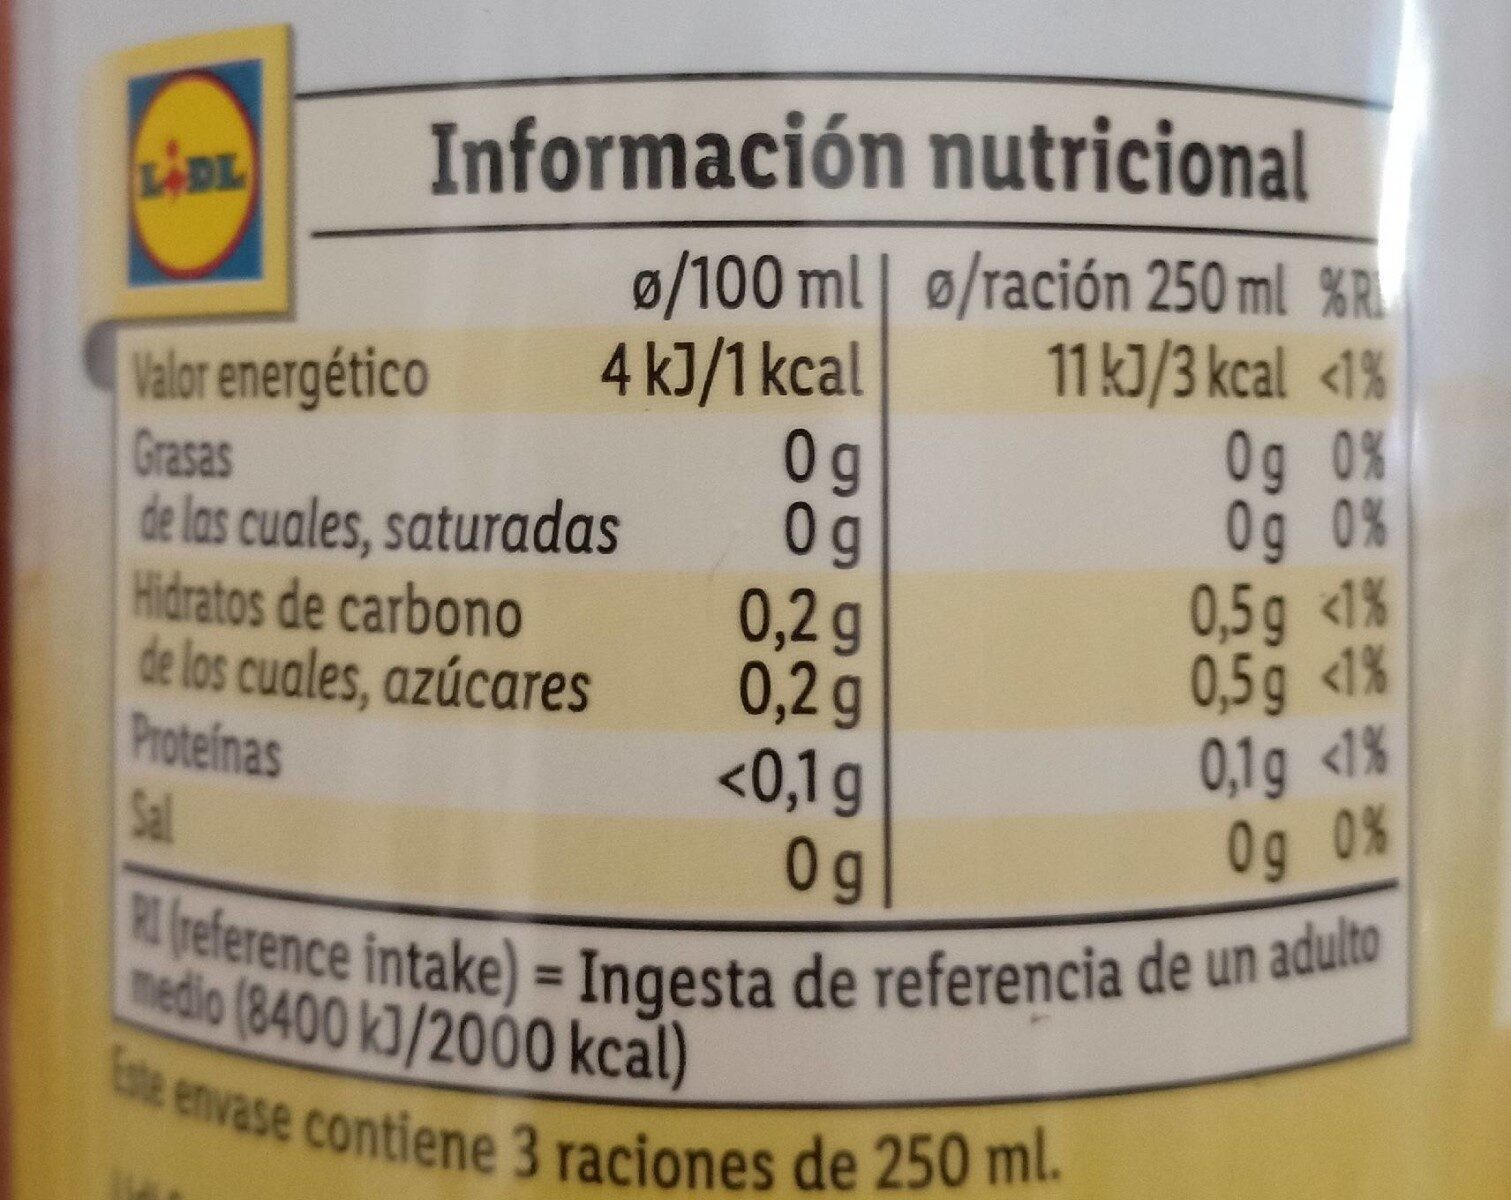 LIDL
Información nutricional
ø/100 ml ø/ración 250 ml %RI
Valor energético 4 kJ/1 kcal 11 kJ/3 kcal <1%
Grasas 0 g 0 g 0%
de las cuales, saturadas 0 g 0 g 0%
Hidratos de carbono 0,2 g 0,5 g <1%
de los cuales, azúcares 0,2 g 0,5 g <1%
Proteínas <0,1 g 0,1 g <1%
Sal 0 g 0 g 0%
RI (reference intake) = Ingesta de referencia de un adulto
medio (8400 kJ/2000 kcal)
Este envase contiene 3 raciones de 250 ml.